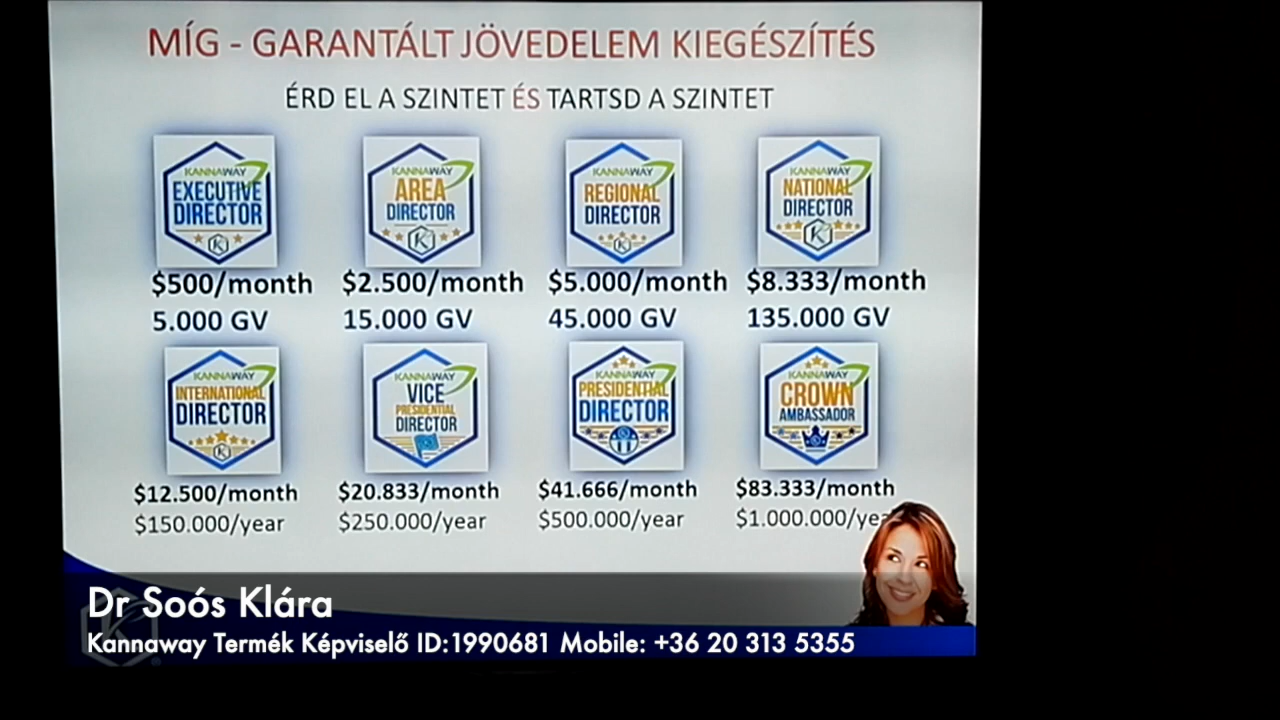 MÍG - GARANTÁLT JÖVEDELEM KIEGÉSZÍTÉS
ÉRD EL A SZINTET ÉS TARTSD A SZINTET
KANNAWAY
EXECUTIVE
DIRECTOR
K
$500/month
5.000 GV
KANNAWAY
AREA
DIRECTOR
K
$2.500/month
15.000 GV
KANNAWAY
REGIONAL
DIRECTOR
K
$5.000/month
45.000 GV
KANNAWAY
NATIONAL
DIRECTOR
K
$8.333/month
135.000 GV
KANNAWAY
INTERNATIONAL
DIRECTOR
K
$12.500/month
$150.000/year
KANNAWAY
VICE
PRESIDENTIAL
DIRECTOR
$20.833/month
$250.000/year
KANNAWAY
PRESIDENTIAL
DIRECTOR
$41.666/month
$500.000/year
KANNAWAY
CROWN
AMBASSADOR
$83.333/month
$1.000.000/ye
Dr Soós Klára
Kannaway Termék Képviselő ID:1990681 Mobile: +36 20 313 5355